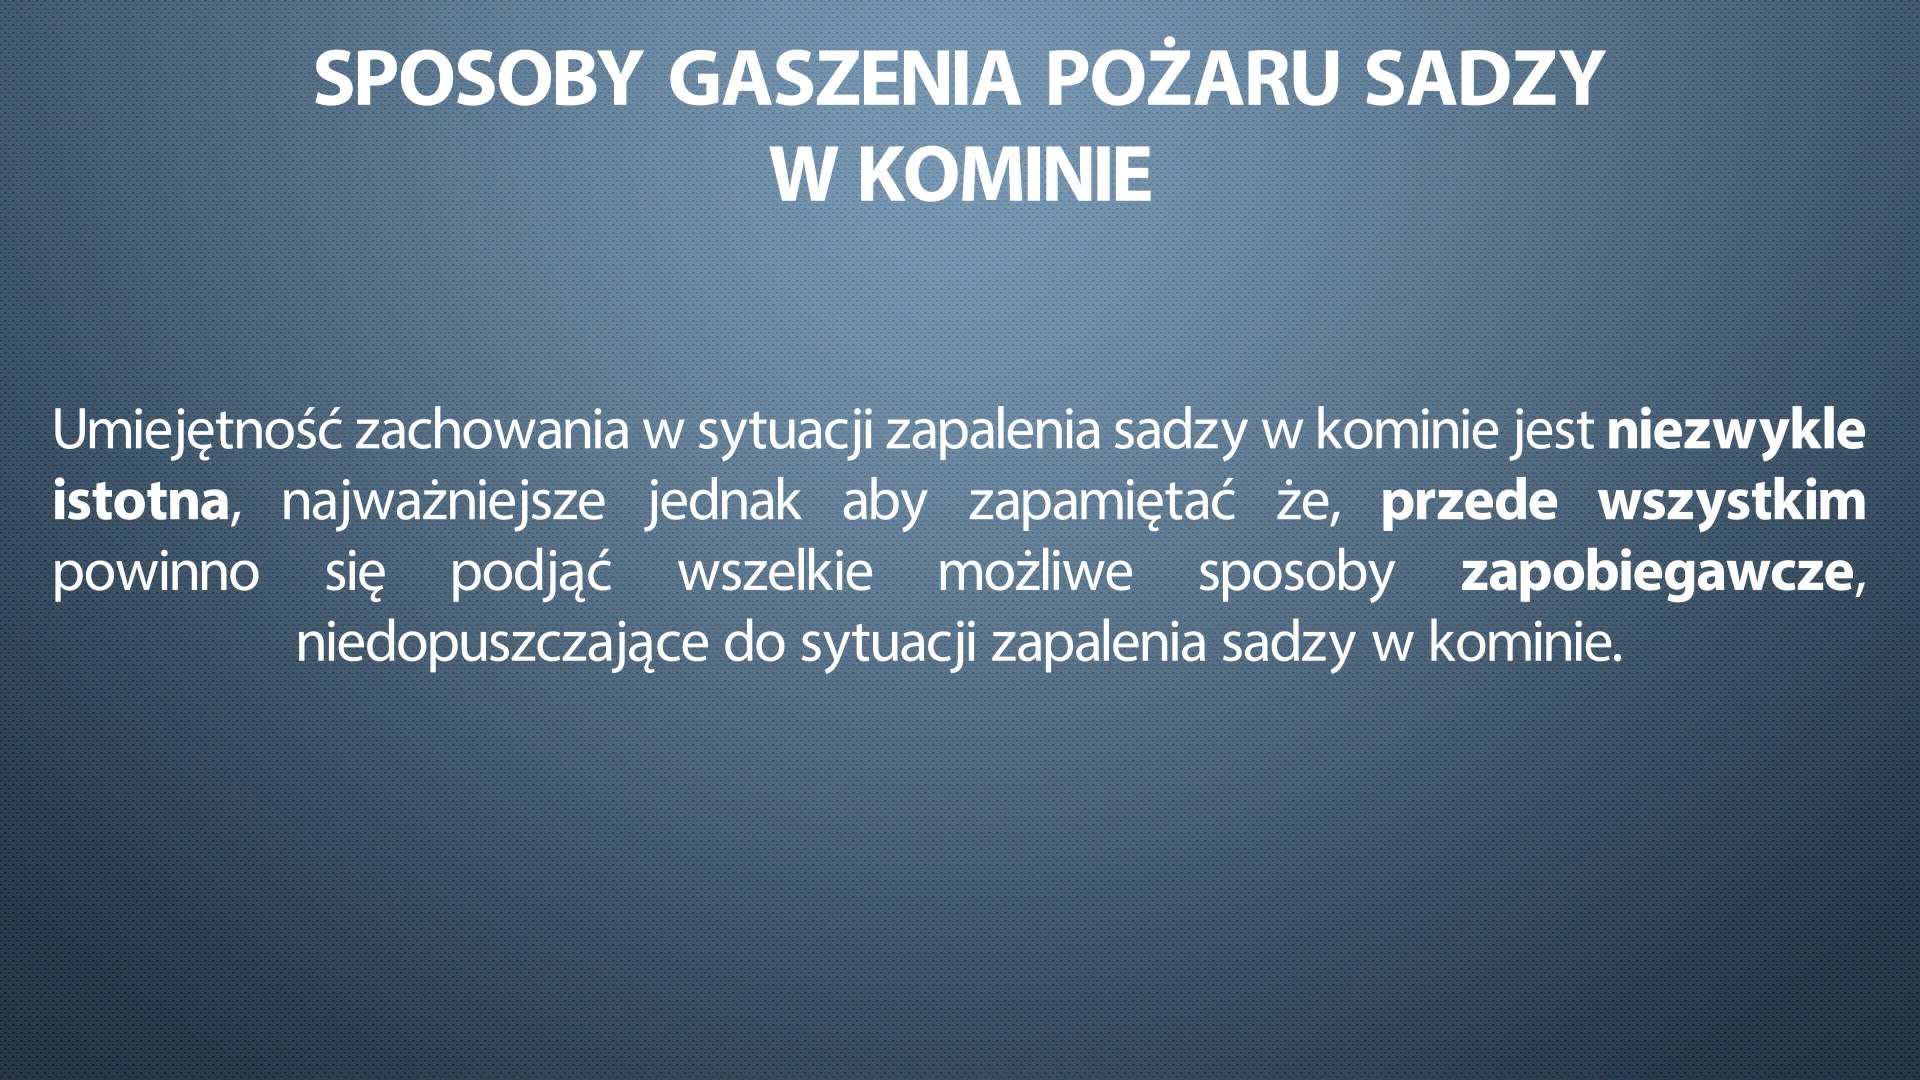 SPOSOBY GASZENIA POŻARU SADZY
W KOMINIE
Umiejętność zachowania w sytuacji zapalenia sadzy w kominie jest niezwykle
istotna, najważniejsze jednak aby zapamiętać że, przede wszystkim
powinno się podjąć wszelkie możliwe sposoby zapobiegawcze,
niedopuszczające do sytuacji zapalenia sadzy w kominie.